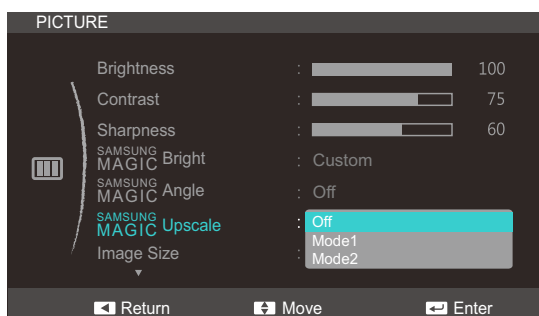 PICTURE
Brightness : 100
Contrast : 75
Sharpness : 60
SAMSUNG MAGIC Bright : Custom
SAMSUNG MAGIC Angle : Off
SAMSUNG MAGIC Upscale : Off
Mode1
Image Size : Mode2
Return Move Enter